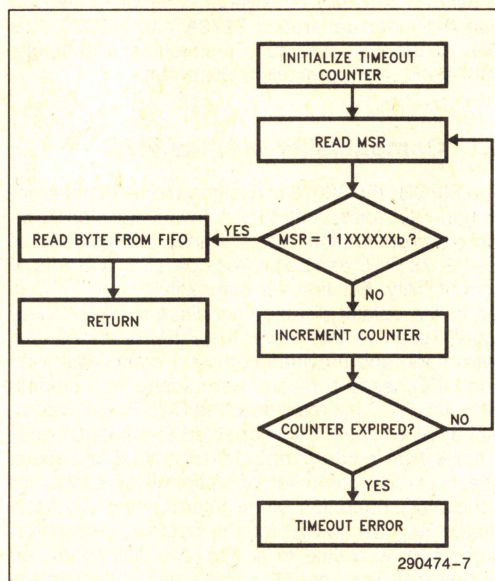 INITIALIZE TIMEOUT
COUNTER
READ MSR
MSR = 11XXXXXXb ?
YES
READ BYTE FROM FIFO
RETURN
NO
INCREMENT COUNTER
COUNTER EXPIRED?
NO
YES
TIMEOUT ERROR
290474-7